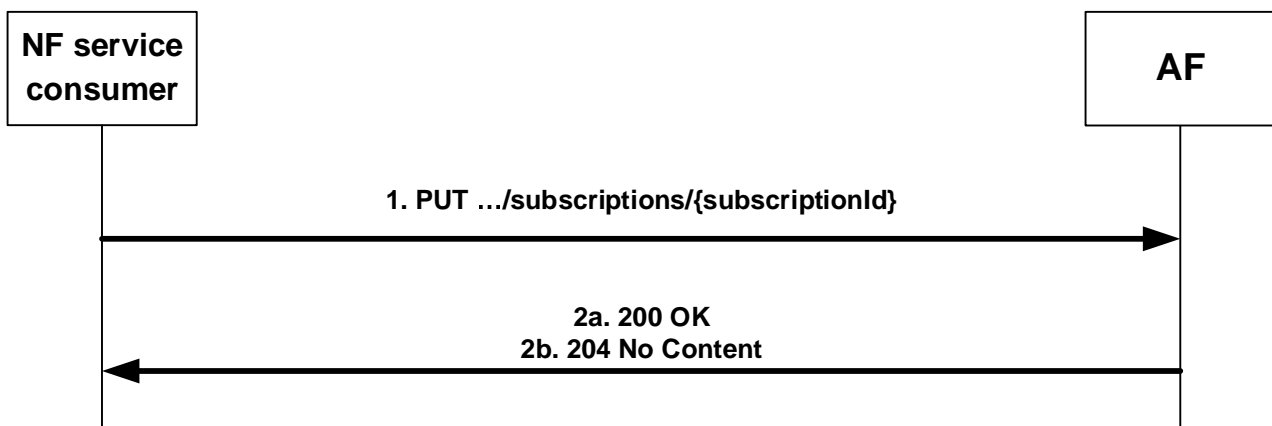 NF service
consumer
AF
1. PUT …/subscriptions/{subscriptionId}
2a. 200 OK
2b. 204 No Content